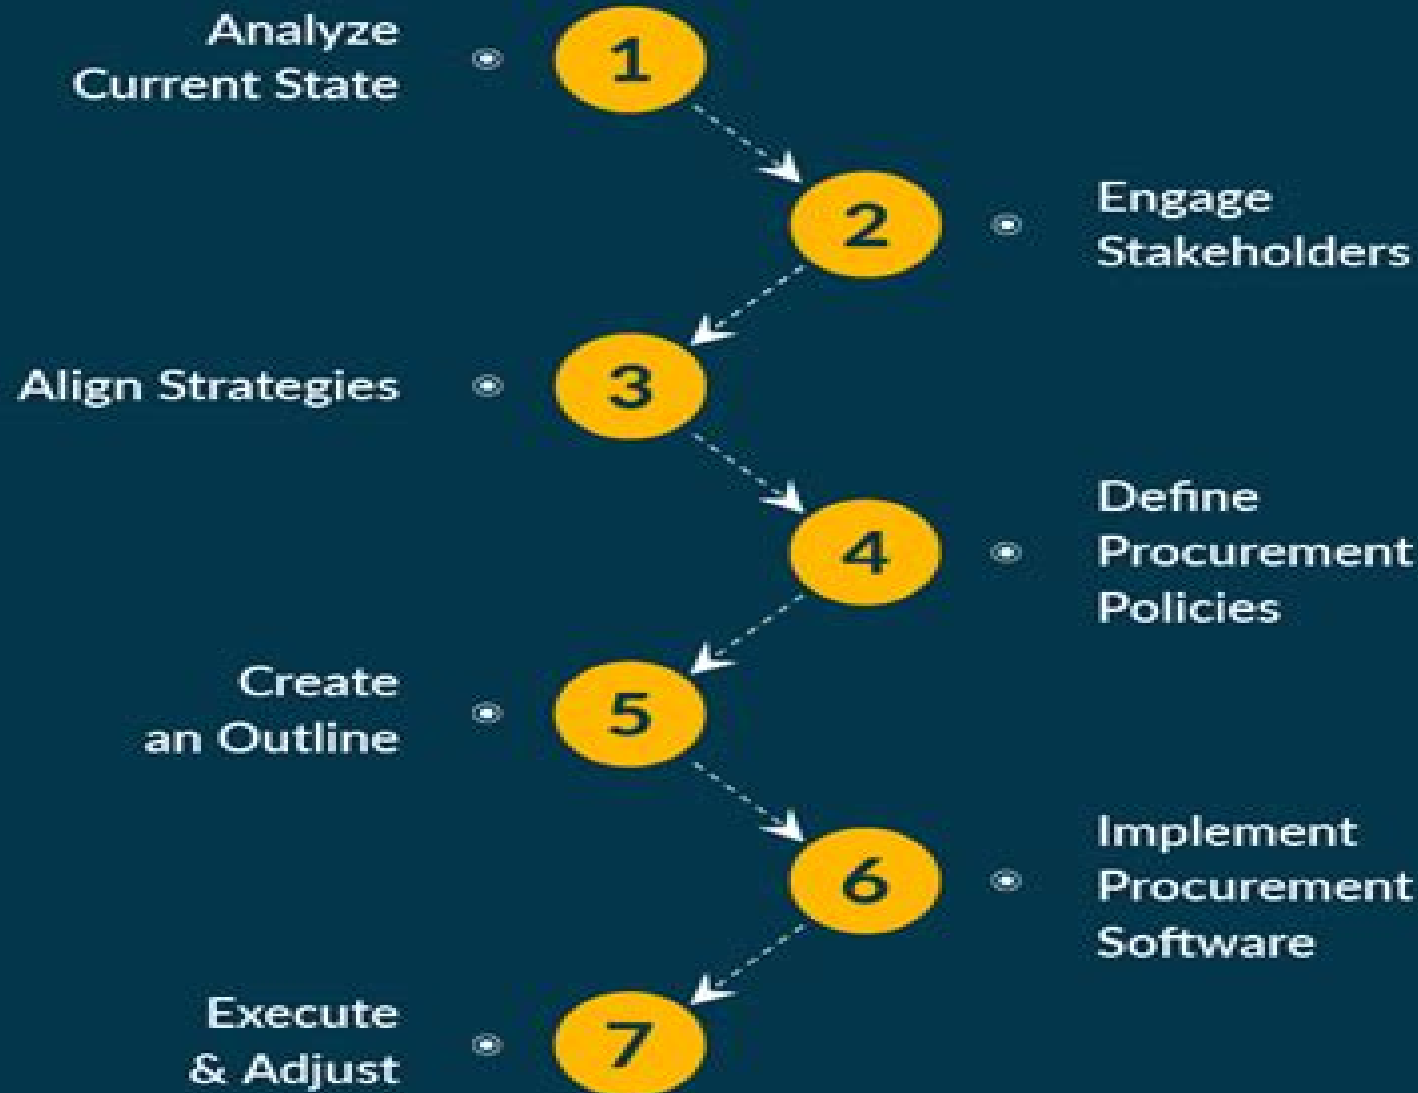 Analyze
Current State
1
2
Engage
Stakeholders
Align Strategies
3
4
Define
Procurement
Policies
Create
an Outline
5
6
Implement
Procurement
Software
Execute
& Adjust
7